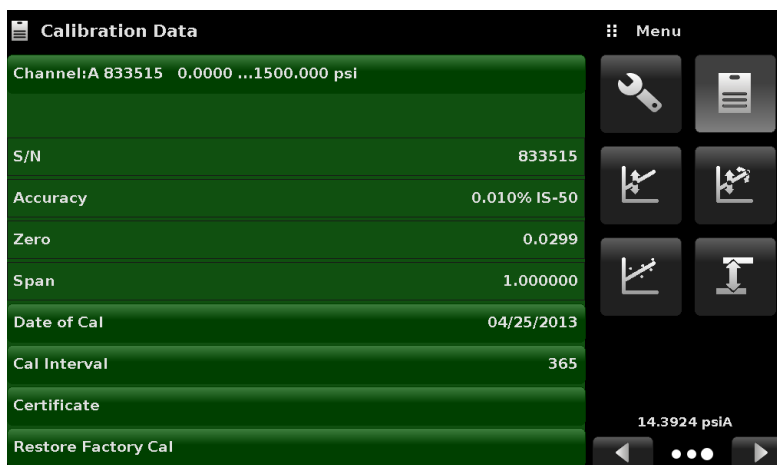 Calibration Data
Menu
Channel:A 833515 0.0000 ...1500.000 psi
S/N 833515
Accuracy 0.010% IS-50
Zero 0.0299
Span 1.000000
Date of Cal 04/25/2013
Cal Interval 365
Certificate
Restore Factory Cal
14.3924 psiA